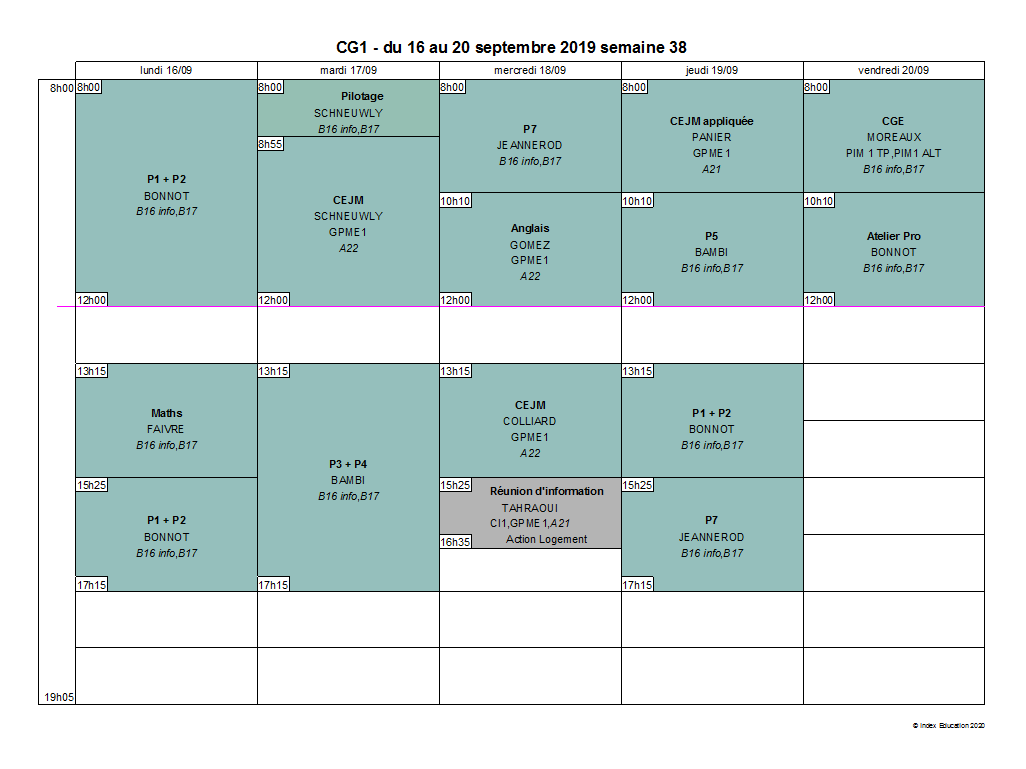 CG1 - du 16 au 20 septembre 2019 semaine 38
lundi 16/09
mardi 17/09
mercredi 18/09
jeudi 19/09
vendredi 20/09
8h00
8h00
P1 + P2
BONNOT
B16 info,B17
12h00
13h15
Maths
FAIVRE
B16 info,B17
15h25
P1 + P2
BONNOT
B16 info,B17
17h15
8h00
Pilotage
SCHNEUWLY
B16 info,B17
8h55
CEJM
SCHNEUWLY
GPME1
A22
12h00
13h15
P3 + P4
BAMBI
B16 info,B17
17h15
8h00
P7
JEANNEROD
B16 info,B17
10h10
Anglais
GOMEZ
GPME1
A22
12h00
13h15
CEJM
COLLIARD
GPME1
A22
15h25
Réunion d'information
TAHRAOUI
CI1,GPME1,A21
Action Logement
16h35
8h00
CEJM appliquée
PANIER
GPME1
A21
10h10
P5
BAMBI
B16 info,B17
12h00
13h15
P1 + P2
BONNOT
B16 info,B17
15h25
P7
JEANNEROD
B16 info,B17
17h15
8h00
CGE
MOREAUX
PIM 1 TP,PIM1 ALT
B16 info,B17
10h10
Atelier Pro
BONNOT
B16 info,B17
12h00
19h05
© Index Education 2020